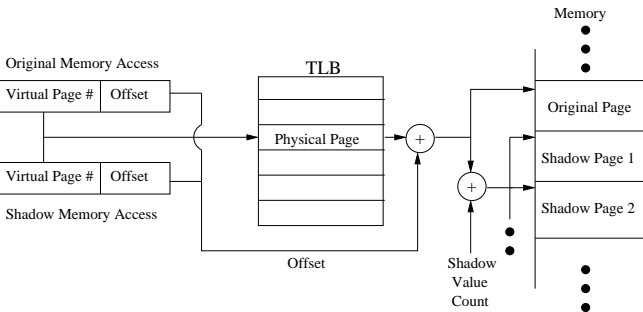 Memory
Original Memory Access
TLB
Virtual Page # Offset
Original Page
Physical Page
+
Shadow Page 1
Virtual Page # Offset
+
Shadow Page 2
Shadow Memory Access
Offset
Shadow
Value
Count